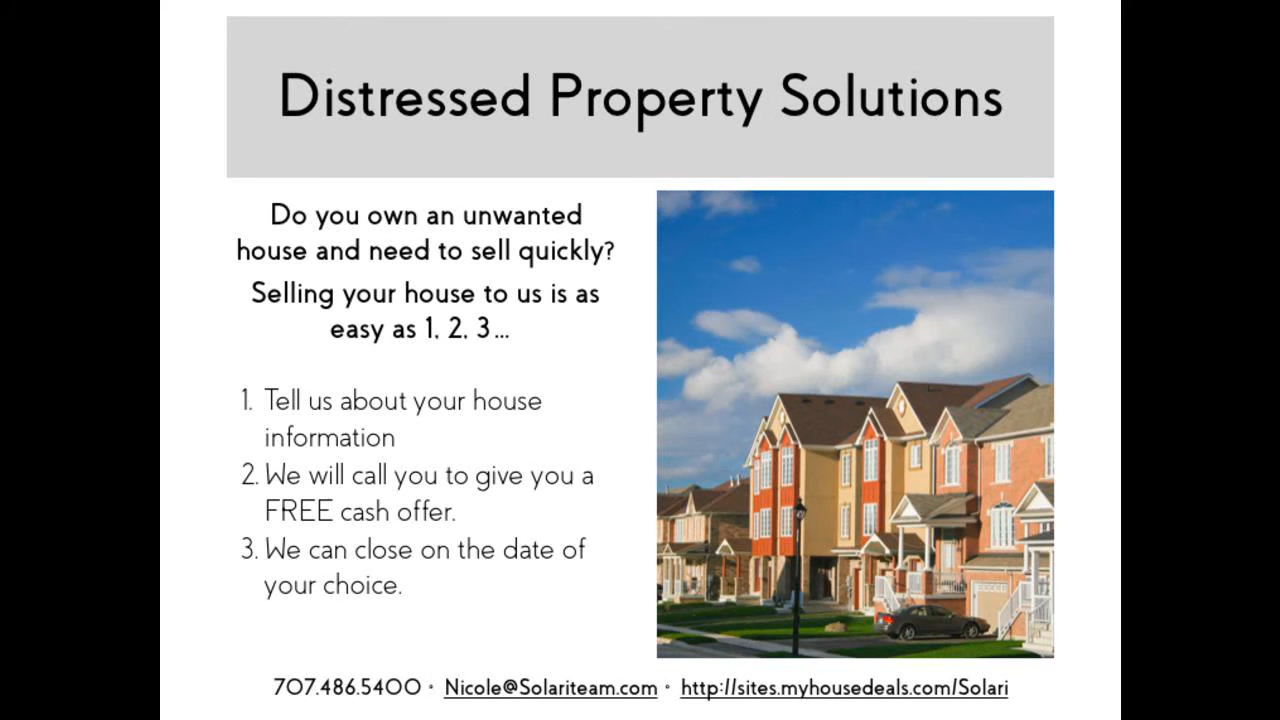 Distressed Property Solutions
Do you own an unwanted
house and need to sell quickly?
Selling your house to us is as
easy as 1, 2, 3...
1. Tell us about your house
information
2. We will call you to give you a
FREE cash offer.
3. We can close on the date of
your choice.
707.486.5400 • Nicole@Solariteam.com • http://sites.myhousedeals.com/Solari